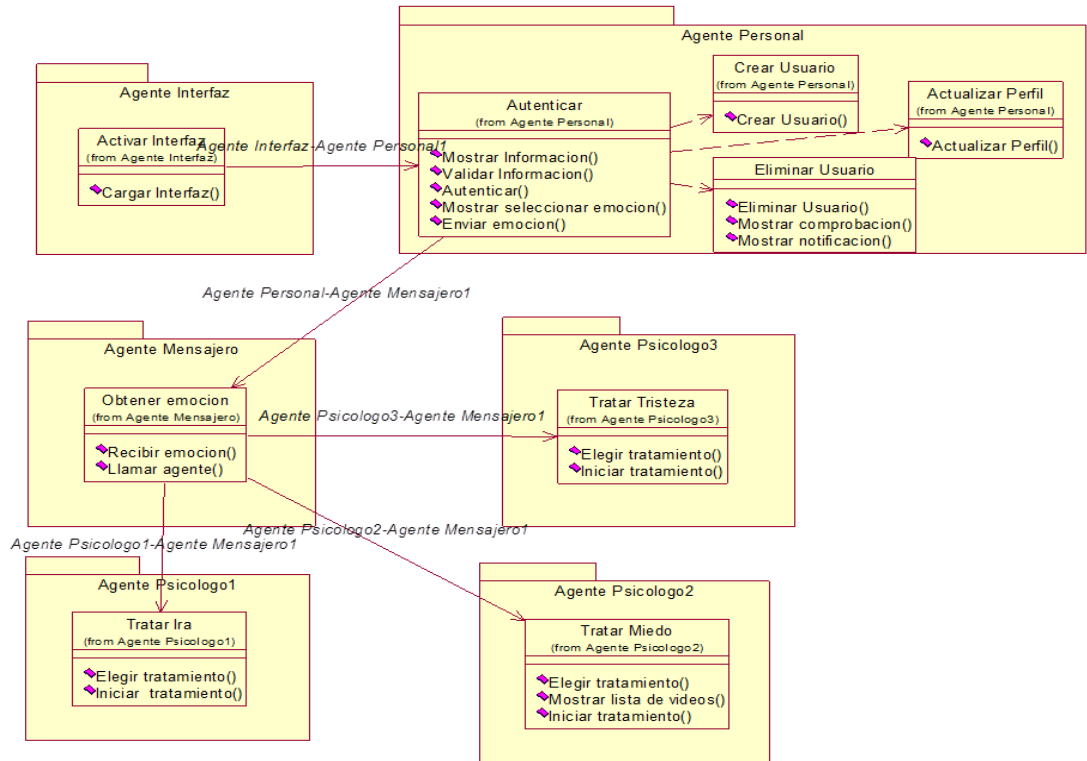 Agente Personal
Crear Usuario
(from Agente Personal)
Crear Usuario()
Actualizar Perfil
(from Agente Personal)
Actualizar Perfil()
Agente Interfaz
Autenticar
(from Agente Personal)
Mostrar Informacion()
Validar Informacion()
Autenticar()
Mostrar seleccionar emocion()
Enviar emocion()
Activar Interfaz
(from Agente Interfaz)
Cargar Interfaz()
Agente Interfaz-Agente Personal1
Eliminar Usuario
Eliminar Usuario()
Mostrar comprobacion()
Mostrar notificacion()
Agente Personal-Agente Mensajero1
Agente Mensajero
Obtener emocion
(from Agente Mensajero)
Recibir emocion()
Llamar agente()
Agente Psicologo3-Agente Mensajero1
Agente Psicologo3
Tratar Tristeza
(from Agente Psicologo3)
Elegir tratamiento()
Iniciar tratamiento()
Agente Psicologo2-Agente Mensajero1
Agente Psicologo1-Agente Mensajero1
Agente Psicologo1
Tratar Ira
(from Agente Psicologo1)
Elegir tratamiento()
Iniciar tratamiento()
Agente Psicologo2
Tratar Miedo
(from Agente Psicologo2)
Elegir tratamiento()
Mostrar lista de videos()
Iniciar tratamiento()